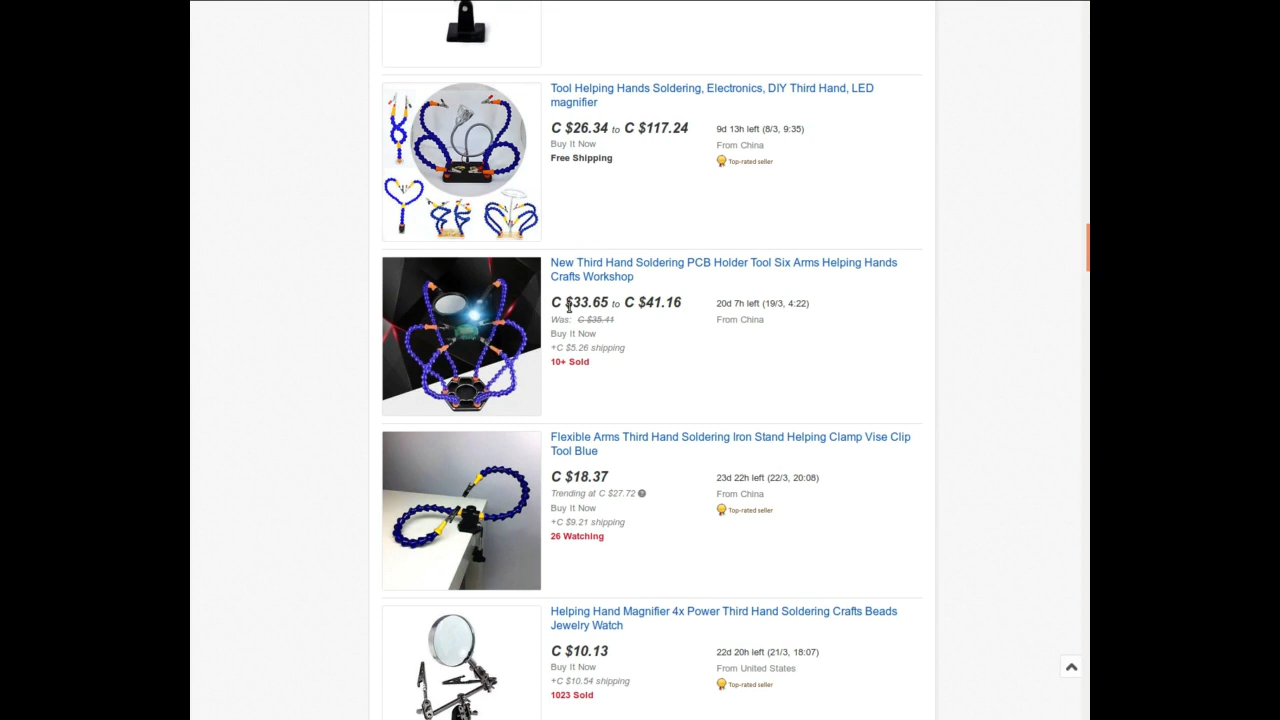 Tool Helping Hands Soldering, Electronics, DIY Third Hand, LED
magnifier
C $26.34 to C $117.24
9d 13h left (8/3, 9:35)
Buy It Now
From China
Free Shipping
Top-rated seller
New Third Hand Soldering PCB Holder Tool Six Arms Helping Hands
Crafts Workshop
C $33.65 to C $41.16
20d 7h left (19/3, 4:22)
Was: C $35.41
From China
Buy It Now
+C $5.26 shipping
10+ Sold
Flexible Arms Third Hand Soldering Iron Stand Helping Clamp Vise Clip
Tool Blue
C $18.37
23d 22h left (22/3, 20:08)
Trending at C $27.72
From China
Buy It Now
Top-rated seller
+C $9.21 shipping
26 Watching
Helping Hand Magnifier 4x Power Third Hand Soldering Crafts Beads
Jewelry Watch
C $10.13
22d 20h left (21/3, 18:07)
Buy It Now
From United States
+C $10.54 shipping
Top-rated seller
1023 Sold